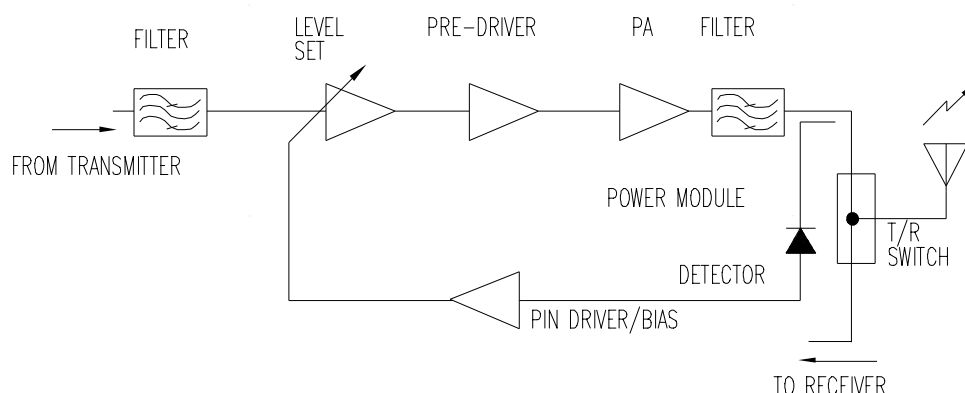 FILTER
LEVEL
SET
PRE-DRIVER
PA
FILTER
FROM TRANSMITTER
POWER MODULE
T/R
SWITCH
DETECTOR
PIN DRIVER/BIAS
TO RECEIVER